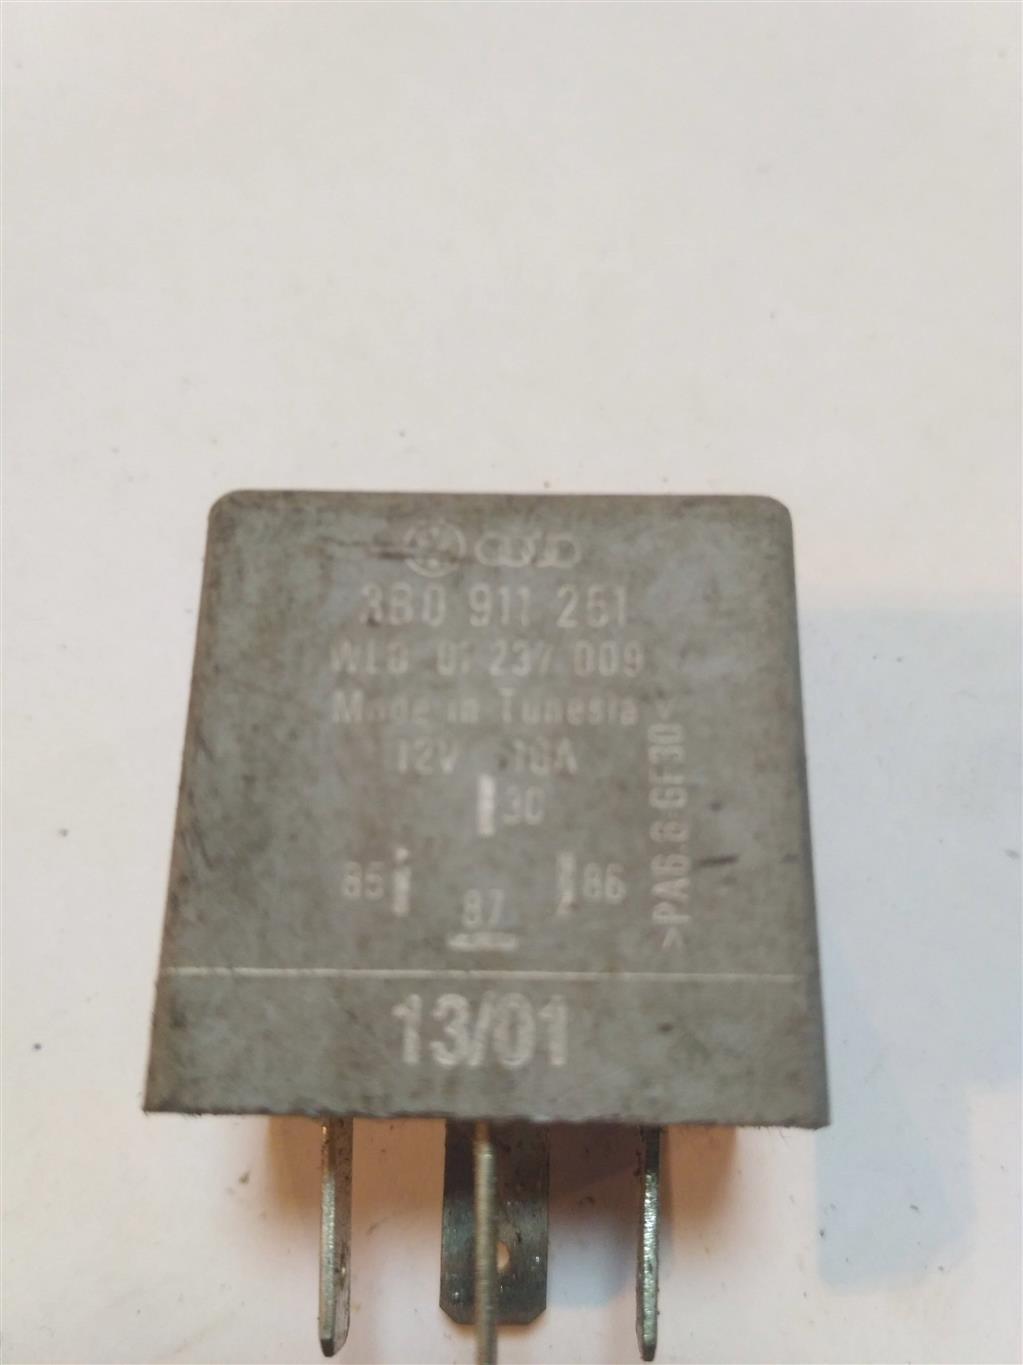 3B0 911 261
WLB 01 237 009
Made in Tunesia
12V 10A
30
85
86
87
>PA6.6-GF30<
13/01